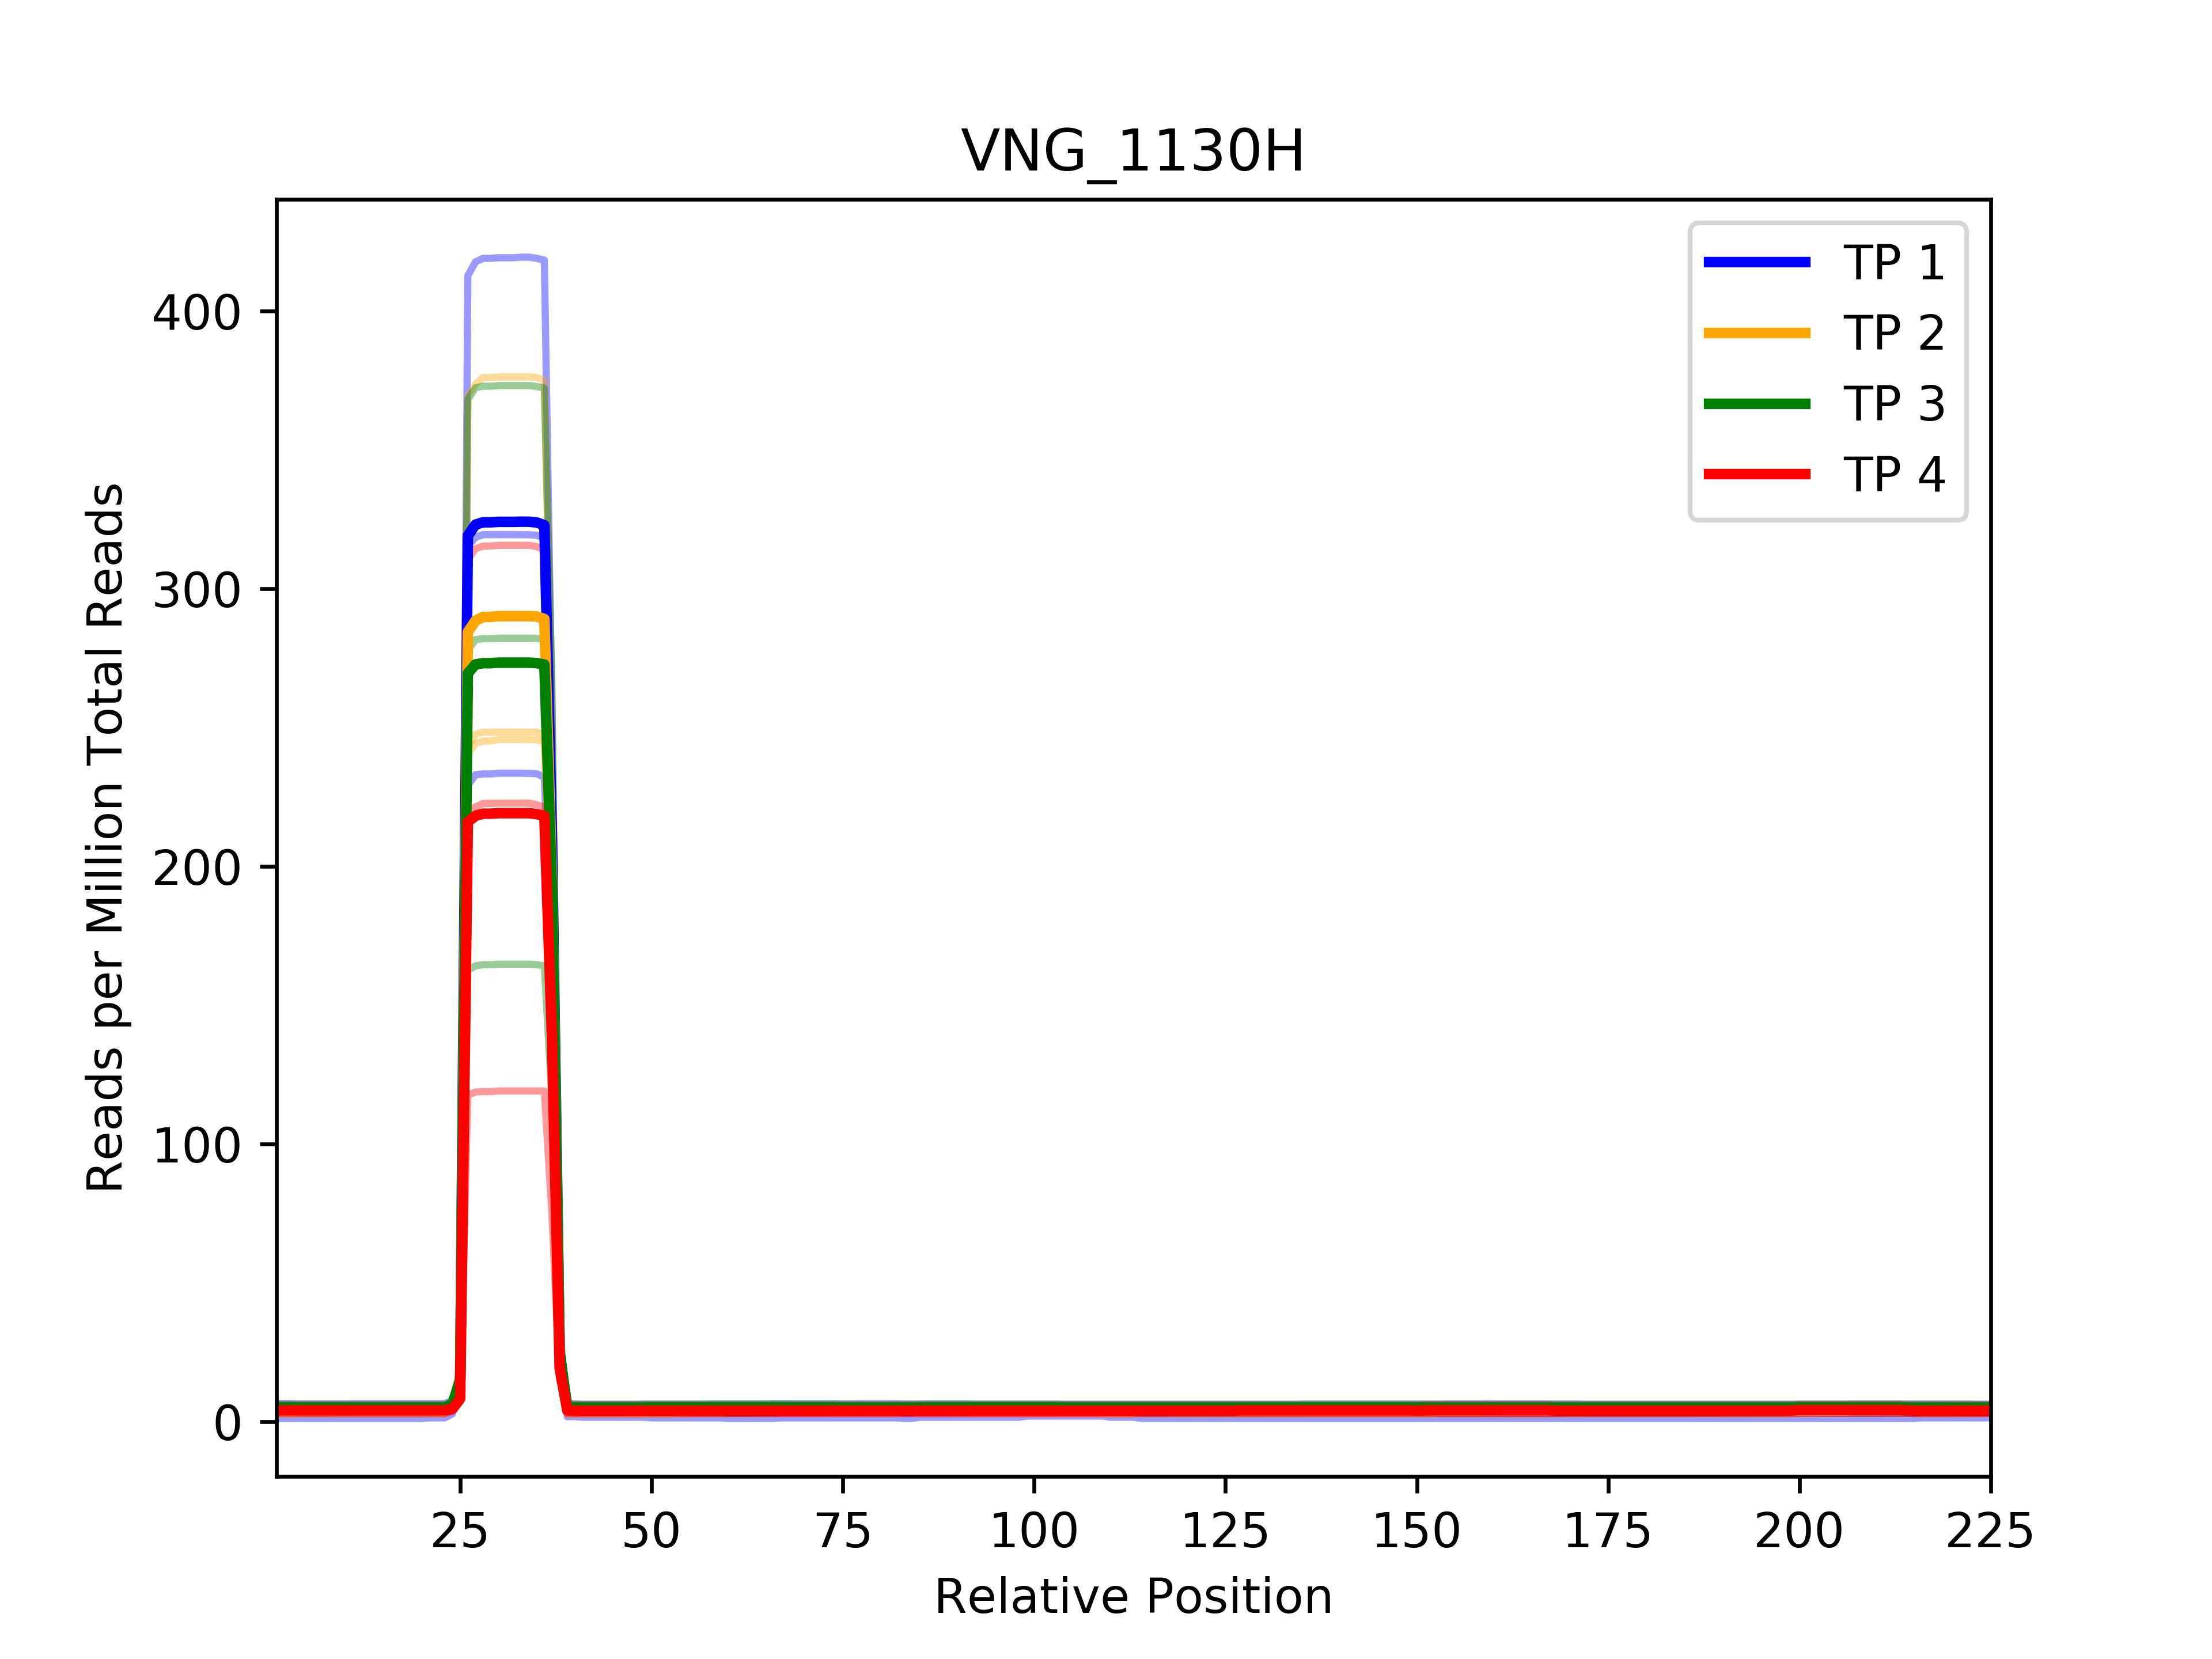 VNG_1130H
TP 1
TP 2
TP 3
TP 4
Reads per Million Total Reads
400
300
200
100
0
25 50 75 100 125 150 175 200 225
Relative Position